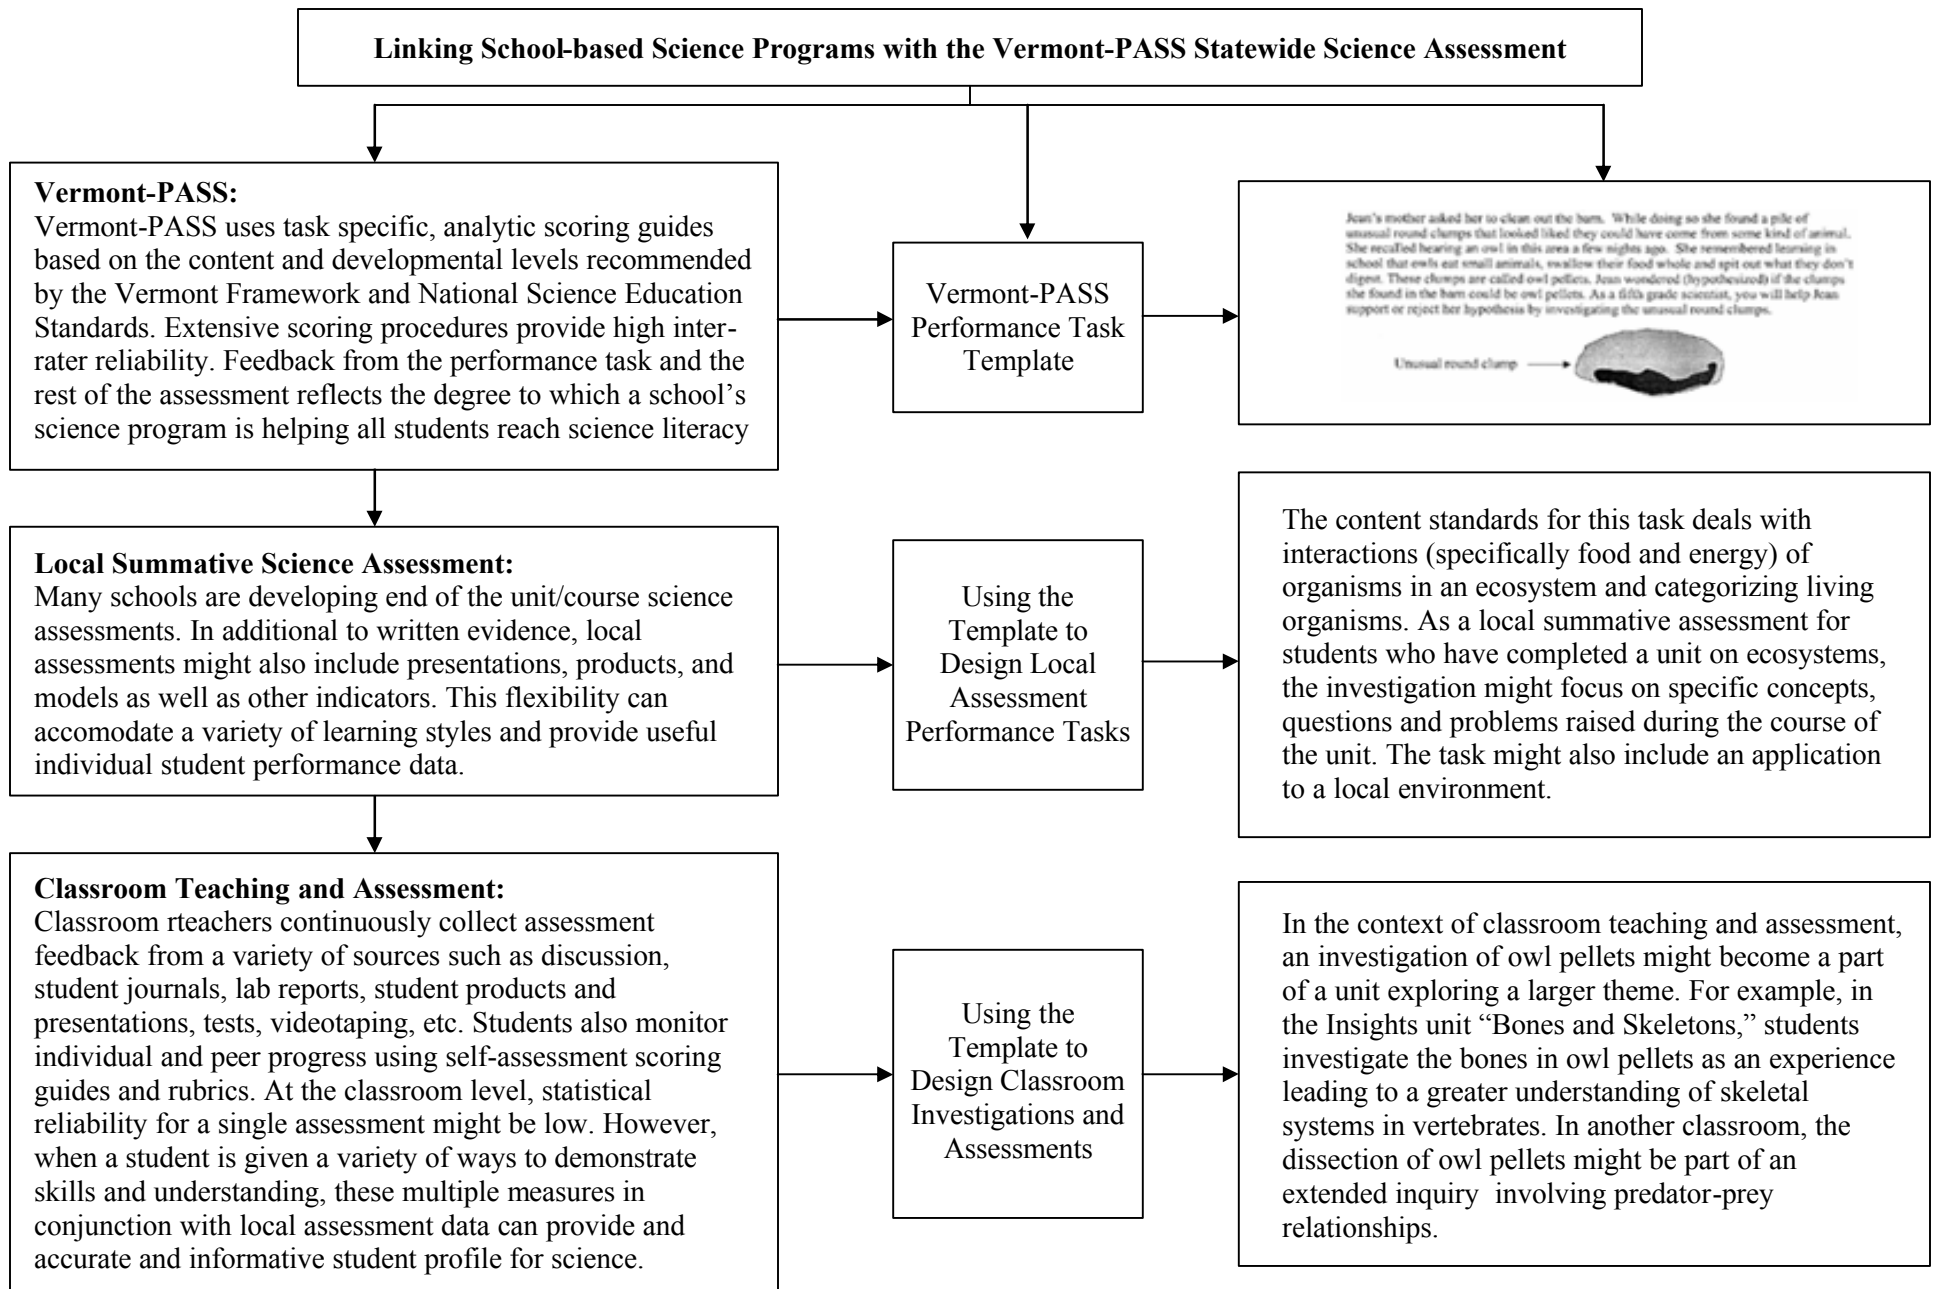 Linking School-based Science Programs with the Vermont-PASS Statewide Science Assessment
Vermont-PASS:
Vermont-PASS uses task specific, analytic scoring guides
based on the content and developmental levels recommended
by the Vermont Framework and National Science Education
Standards. Extensive scoring procedures provide high inter-
rater reliability. Feedback from the performance task and the
rest of the assessment reflects the degree to which a school’s
science program is helping all students reach science literacy
Vermont-PASS
Performance Task
Template
Jean’s mother asked her to clean out the barn. While doing so she found a pile of
unusual round clumps that looked liked they could have come from some kind of animal.
She recalled hearing an owl in this area a few nights ago. She remembered learning in
school that owls eat small animals, swallow their food whole and spit out what they don’t
digest. These clumps are called owl pellets. Jean wondered (hypothesized) if the clumps
she found in the barn could be owl pellets. As a fifth grade scientist, you will help Jean
support or reject her hypothesis by investigating the unusual round clumps.
Unusual round clump
Local Summative Science Assessment:
Many schools are developing end of the unit/course science
assessments. In additional to written evidence, local
assessments might also include presentations, products, and
models as well as other indicators. This flexibility can
accomodate a variety of learning styles and provide useful
individual student performance data.
Using the
Template to
Design Local
Assessment
Performance Tasks
The content standards for this task deals with
interactions (specifically food and energy) of
organisms in an ecosystem and categorizing living
organisms. As a local summative assessment for
students who have completed a unit on ecosystems,
the investigation might focus on specific concepts,
questions and problems raised during the course of
the unit. The task might also include an application
to a local environment.
Classroom Teaching and Assessment:
Classroom rteachers continuously collect assessment
feedback from a variety of sources such as discussion,
student journals, lab reports, student products and
presentations, tests, videotaping, etc. Students also monitor
individual and peer progress using self-assessment scoring
guides and rubrics. At the classroom level, statistical
reliability for a single assessment might be low. However,
when a student is given a variety of ways to demonstrate
skills and understanding, these multiple measures in
conjunction with local assessment data can provide and
accurate and informative student profile for science.
Using the
Template to
Design Classroom
Investigations and
Assessments
In the context of classroom teaching and assessment,
an investigation of owl pellets might become a part
of a unit exploring a larger theme. For example, in
the Insights unit “Bones and Skeletons,” students
investigate the bones in owl pellets as an experience
leading to a greater understanding of skeletal
systems in vertebrates. In another classroom, the
dissection of owl pellets might be part of an
extended inquiry involving predator-prey
relationships.